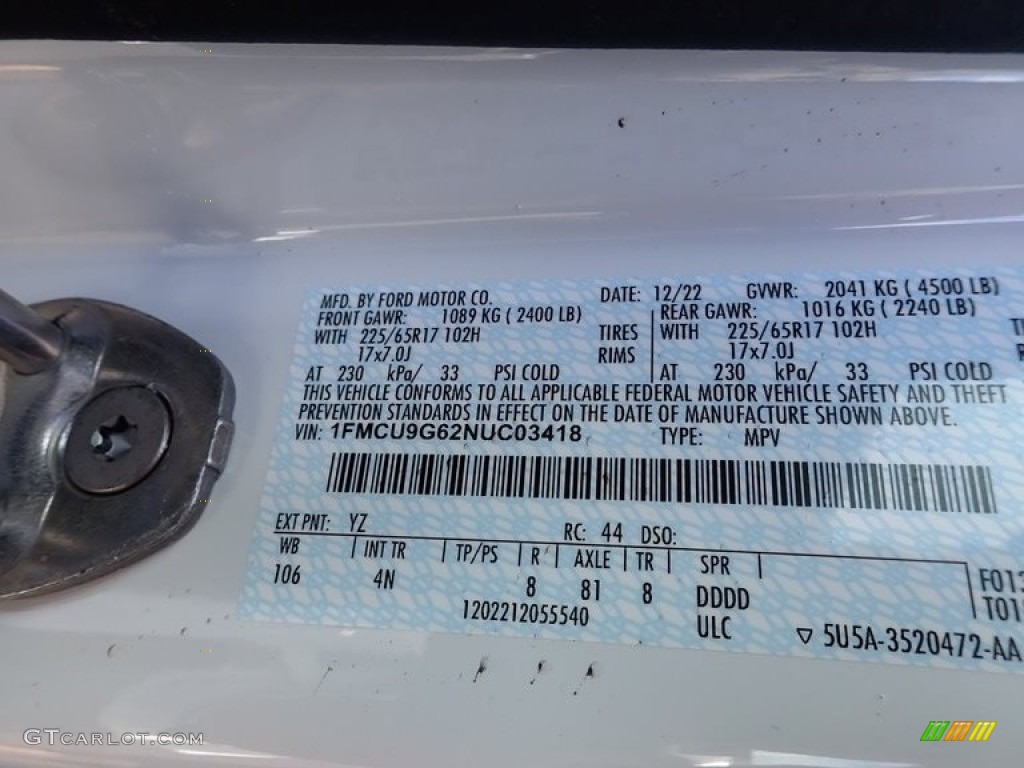 MFD. BY FORD MOTOR CO. DATE: 12/22 GVWR: 2041 KG ( 4500 LB)
FRONT GAWR: 1089 KG ( 2400 LB) REAR GAWR: 1016 KG ( 2240 LB)
WITH 225/65R17 102H TIRES WITH 225/65R17 102H
17x7.0J RIMS 17x7.0J
AT 230 kPa/ 33 PSI COLD AT 230 kPa/ 33 PSI COLD
THIS VEHICLE CONFORMS TO ALL APPLICABLE FEDERAL MOTOR VEHICLE SAFETY AND THEFT
PREVENTION STANDARDS IN EFFECT ON THE DATE OF MANUFACTURE SHOWN ABOVE.
VIN: 1FMCU9G62NUC03418 TYPE: MPV
EXT PNT: YZ RC: 44 DSO:
WB INT TR TP/PS R AXLE TR SPR
106 4N 8 81 8 DDDD
1202212055540 ULC
5U5A-3520472-AA
GTCARLOT.COM